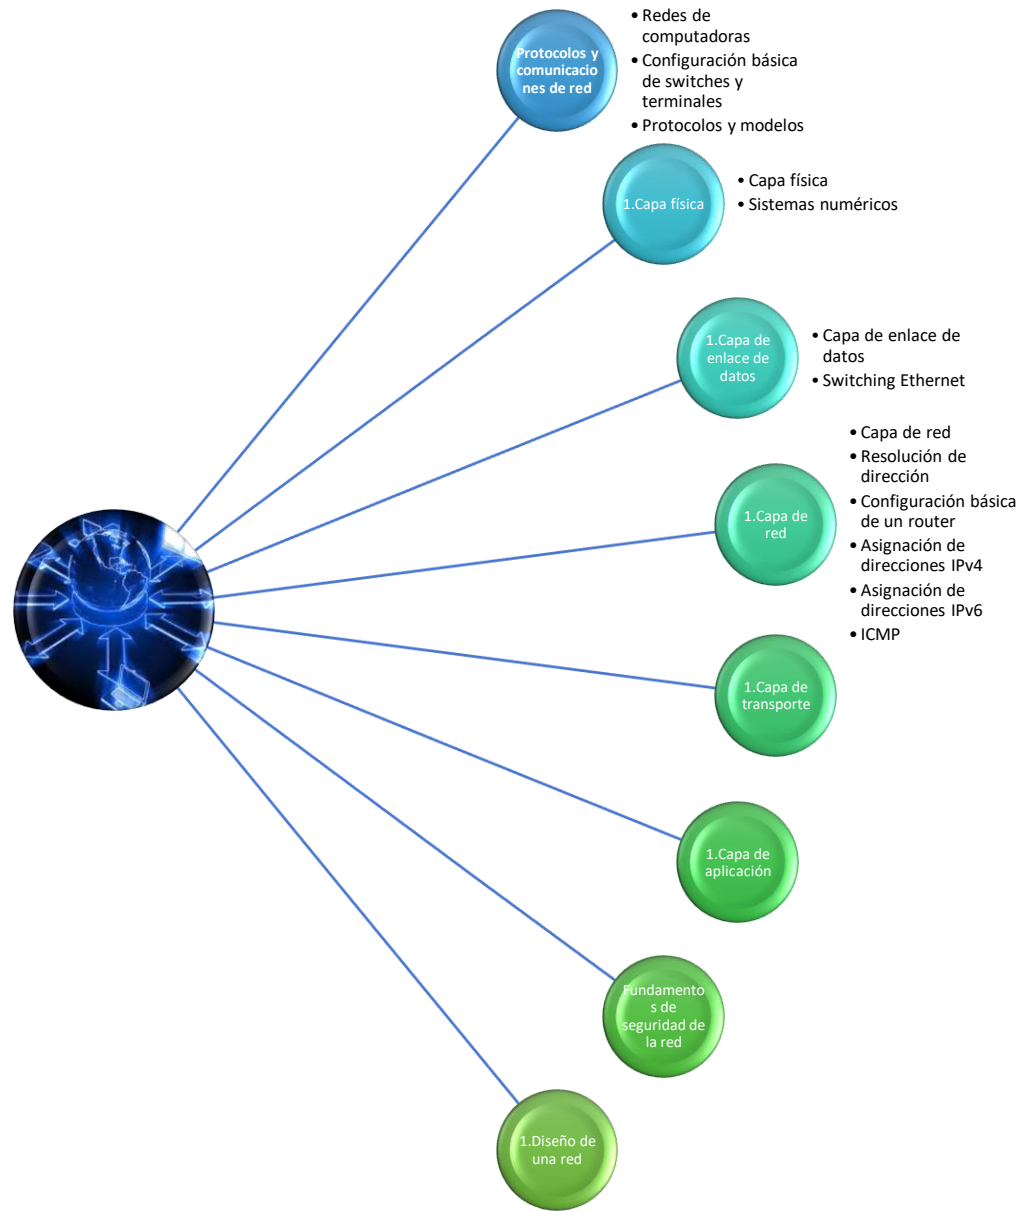 Protocolos y
comunicacio
nes de red
• Redes de
computadoras
• Configuración básica
de switches y
terminales
• Protocolos y modelos
1.Capa física
• Capa física
• Sistemas numéricos
1.Capa de
enlace de
datos
• Capa de enlace de
datos
• Switching Ethernet
1.Capa de
red
• Capa de red
• Resolución de
dirección
• Configuración básica
de un router
• Asignación de
direcciones IPv4
• Asignación de
direcciones IPv6
• ICMP
1.Capa de
transporte
1.Capa de
aplicación
Fundamento
s de
seguridad de
la red
1.Diseño de
una red